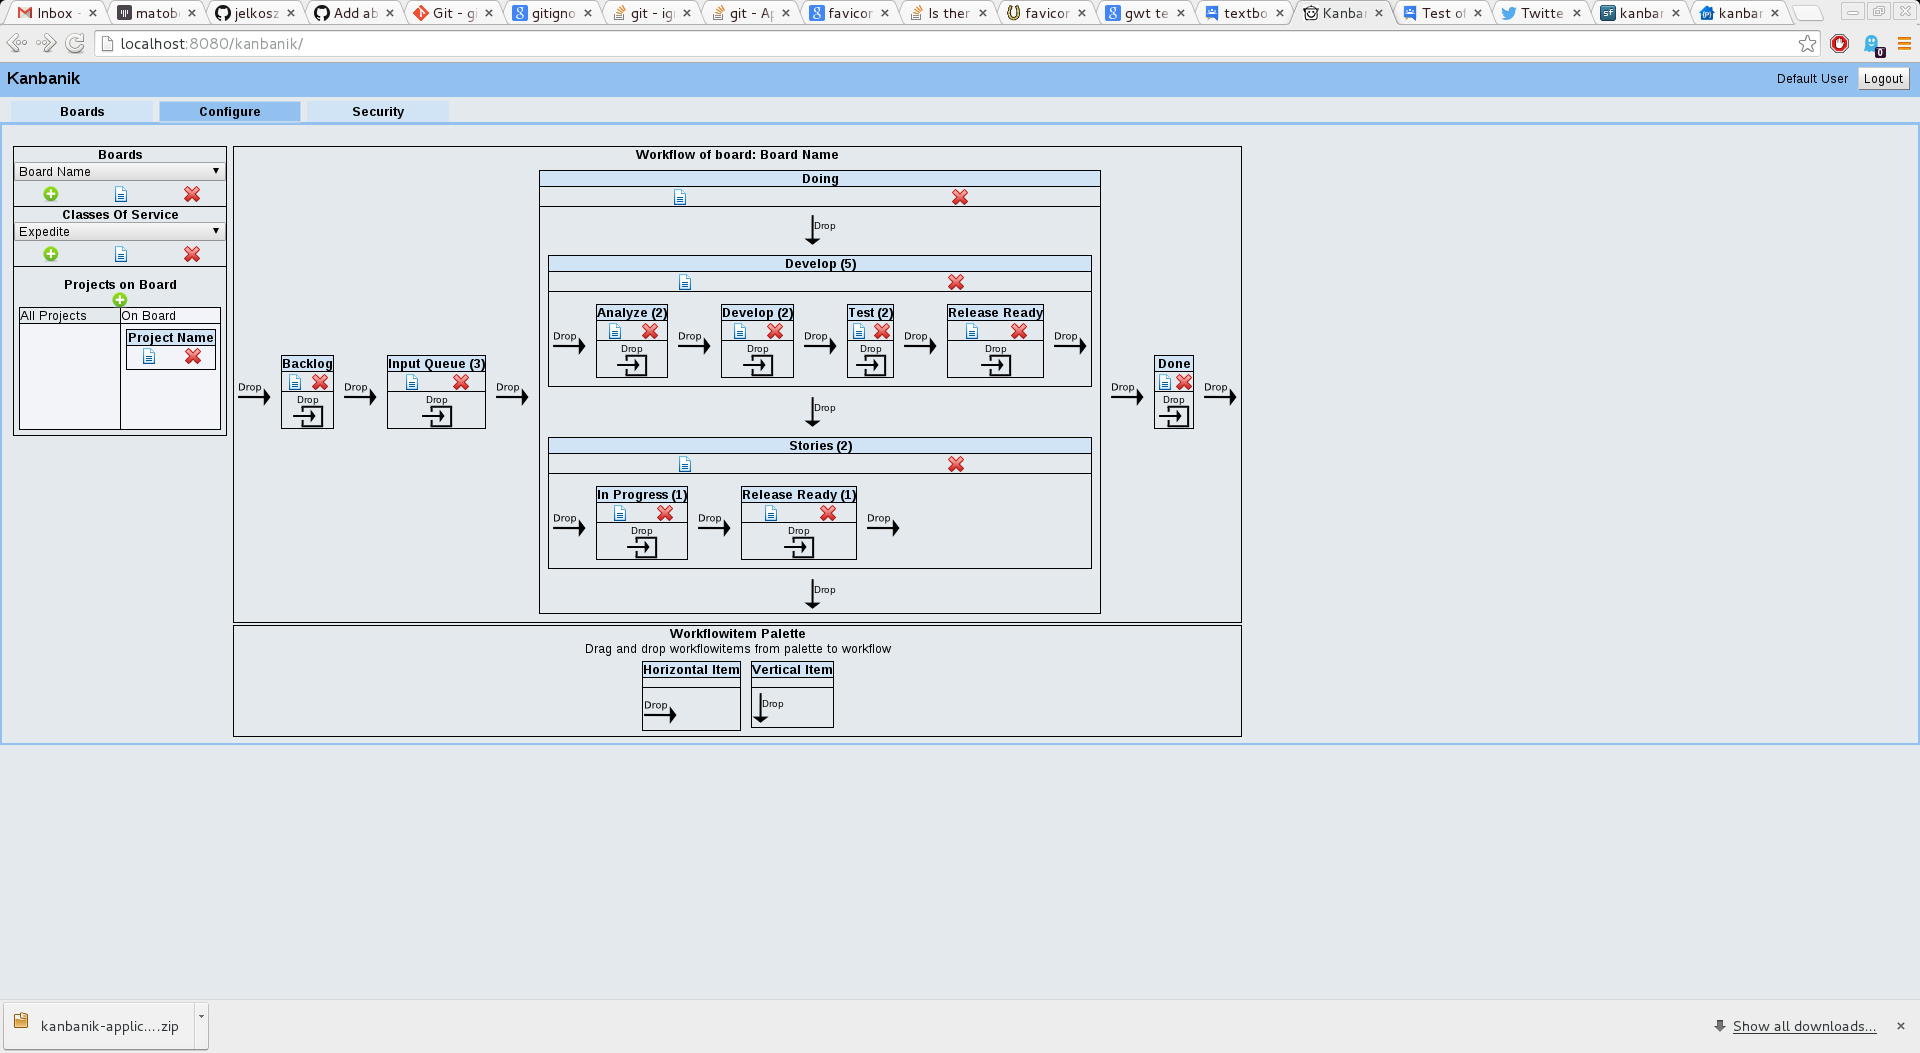 Inbox -
matob
jelkosz
Add ab
Git - gi
gitigno
git - ig
git - Ap
favicor
Is ther
favicor
gwt te
textbo
Kanba
Test of
Twitte
kanbar
kanbar
localhost:8080/kanbanik/
0
Kanbanik
Default User
Logout
Boards
Configure
Security
Boards
Board Name
Classes Of Service
Expedite
Projects on Board
All Projects
On Board
Project Name
Workflow of board: Board Name
Drop
Backlog
Drop
Drop
Input Queue (3)
Drop
Drop
Doing
Drop
Develop (5)
Drop
Analyze (2)
Drop
Drop
Develop (2)
Drop
Drop
Test (2)
Drop
Drop
Release Ready
Drop
Drop
Drop
Stories (2)
Drop
In Progress (1)
Drop
Drop
Release Ready (1)
Drop
Drop
Drop
Drop
Done
Drop
Drop
Workflowitem Palette
Drag and drop workflowitems from palette to workflow
Horizontal Item
Drop
Vertical Item
Drop
kanbanik-applic....zip
Show all downloads...